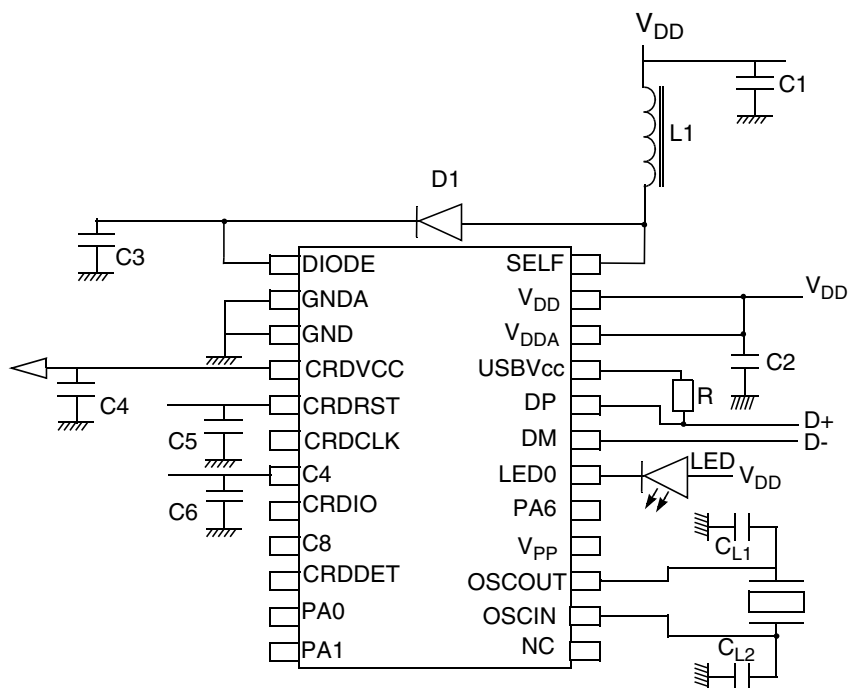 VDD
C1
L1
D1
C3
DIODE
SELF
GNDA
VDD
VDD
GND
VDDA
CRDVCC
USBVcc
C2
C4
R
CRDRST
DP
D+
C5
CRDCLK
DM
D-
C4
LED0
LED
VDD
C6
CRDIO
PA6
C8
VPP
CL1
CRDDET
OSCOUT
PA0
OSCIN
PA1
NC
CL2